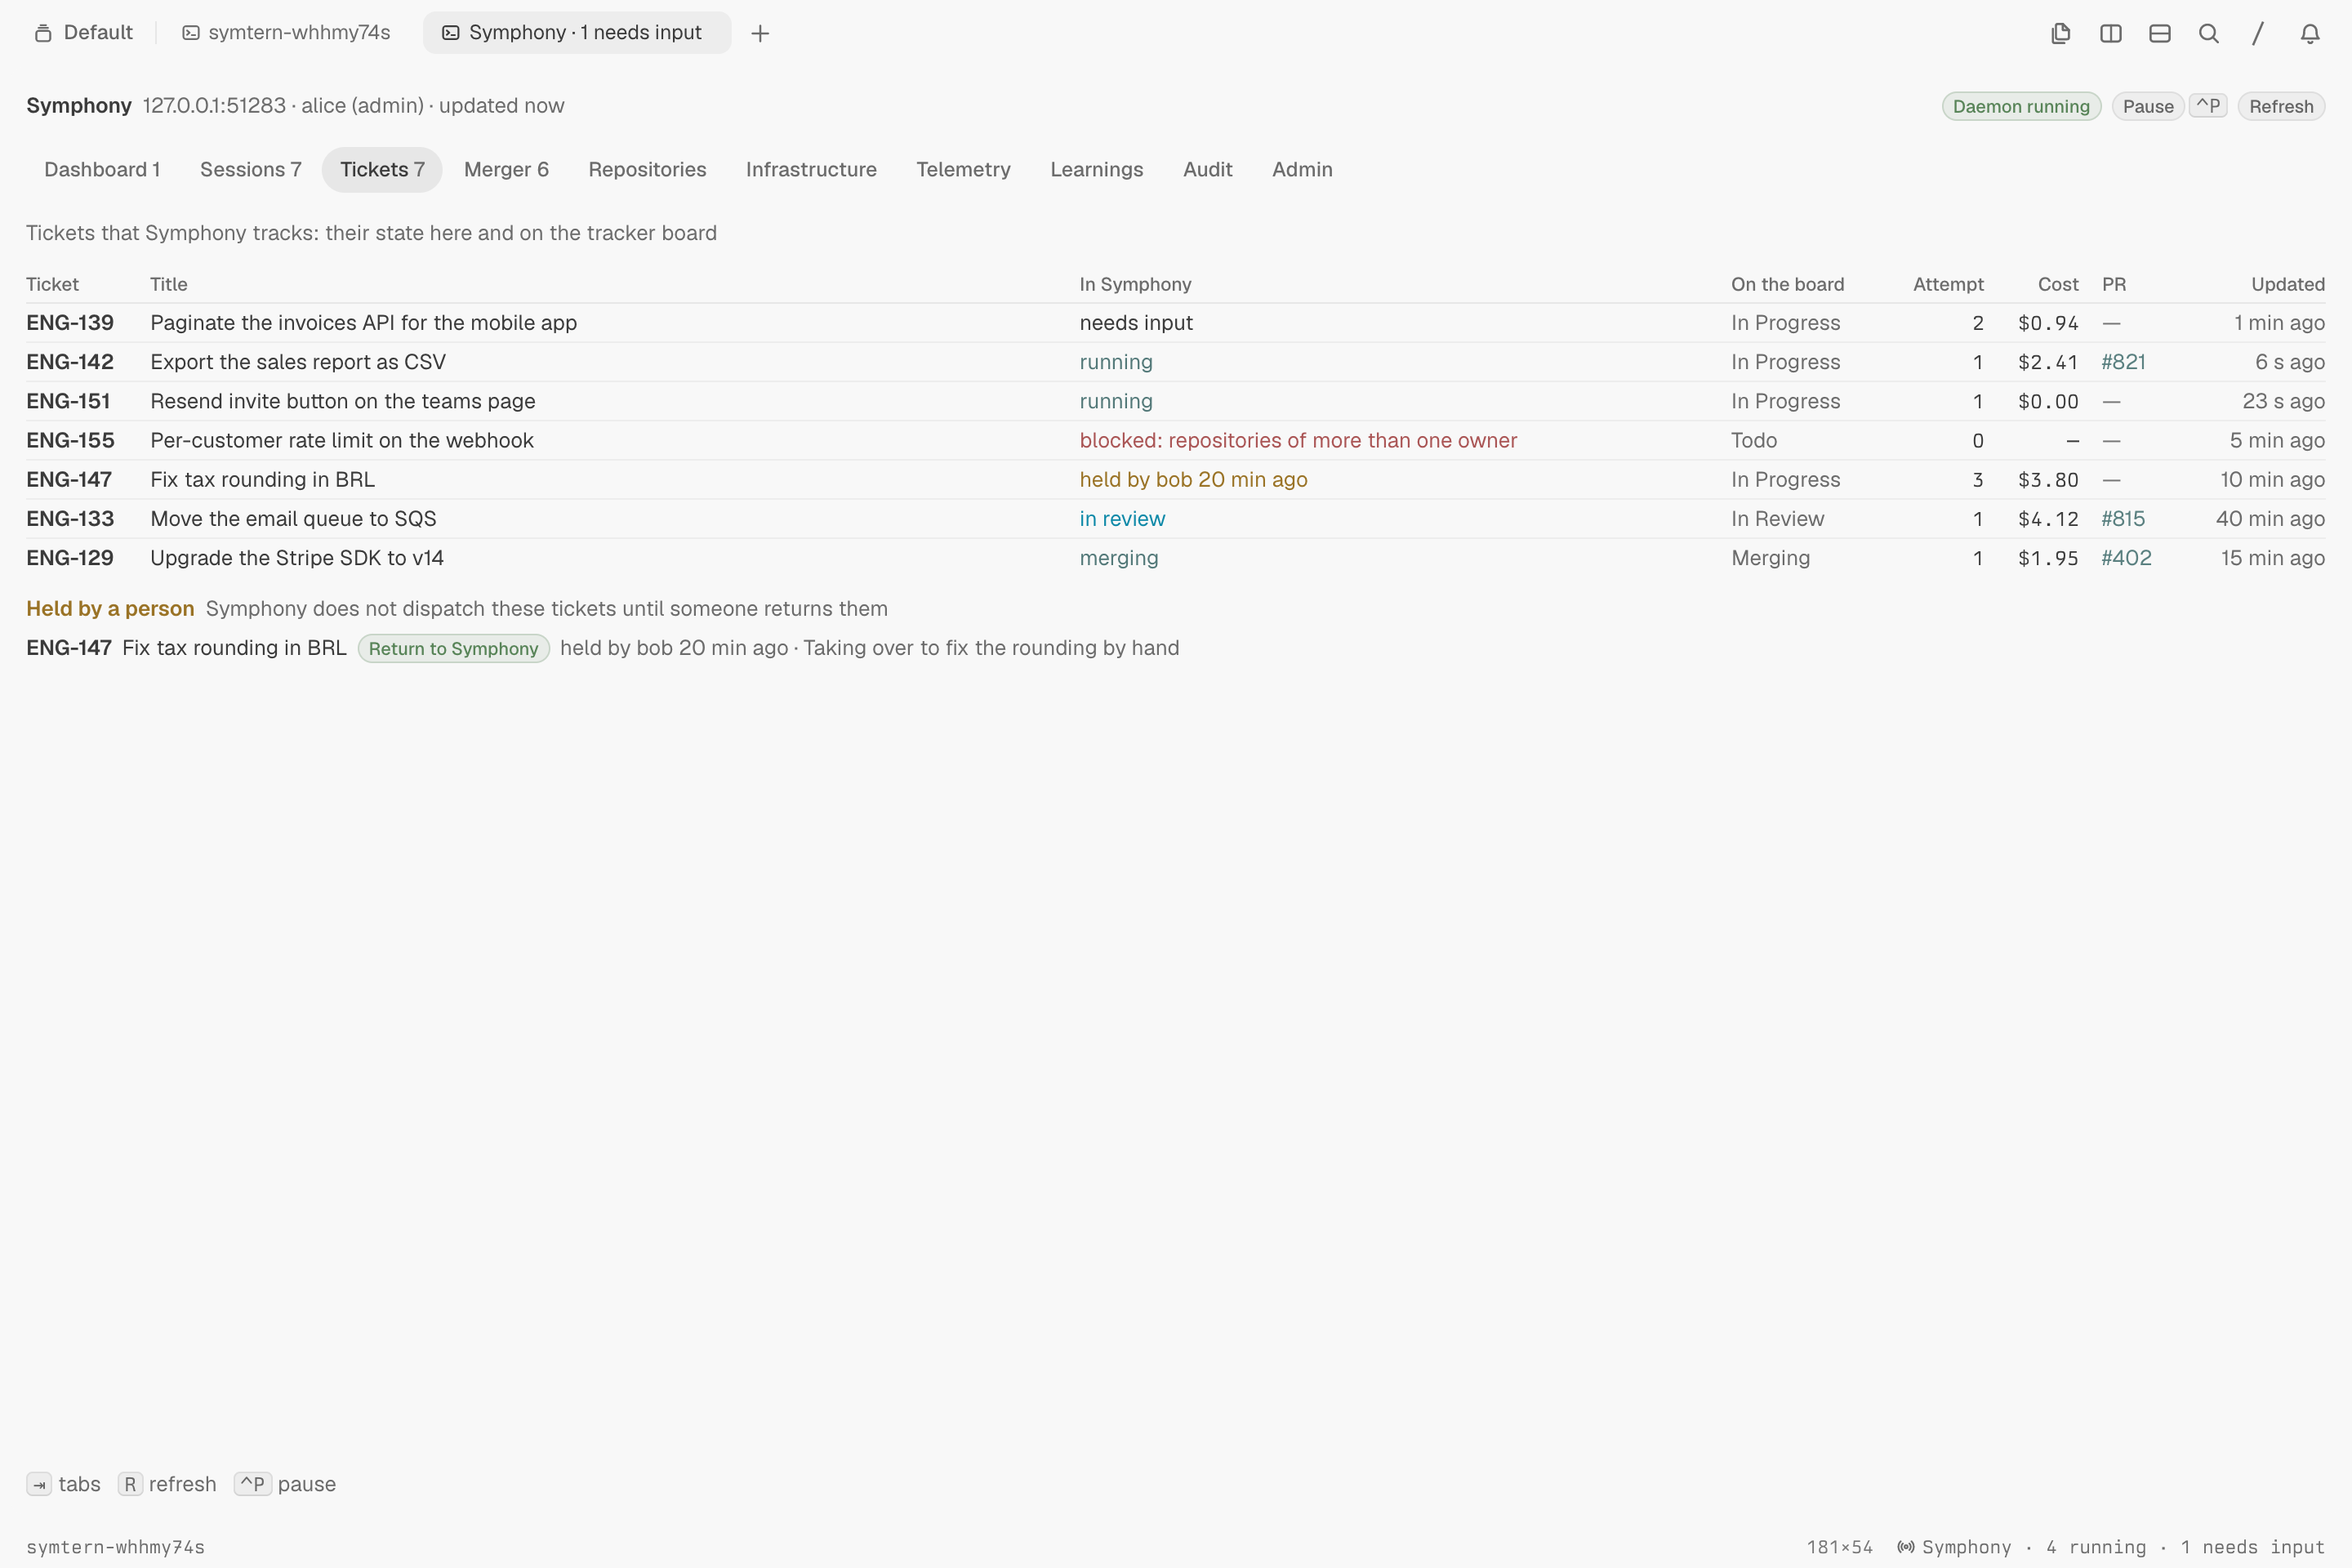 Default symtern-whhmy74s Symphony · 1 needs input
Symphony 127.0.0.1:51283 · alice (admin) · updated now Daemon running Pause ^P Refresh
Dashboard 1 Sessions 7 Tickets 7 Merger 6 Repositories Infrastructure Telemetry Learnings Audit Admin
Tickets that Symphony tracks: their state here and on the tracker board
Ticket Title In Symphony On the board Attempt Cost PR Updated
ENG-139 Paginate the invoices API for the mobile app needs input In Progress 2 $0.94 — 1 min ago
ENG-142 Export the sales report as CSV running In Progress 1 $2.41 #821 6 s ago
ENG-151 Resend invite button on the teams page running In Progress 1 $0.00 — 23 s ago
ENG-155 Per-customer rate limit on the webhook blocked: repositories of more than one owner Todo 0 – — 5 min ago
ENG-147 Fix tax rounding in BRL held by bob 20 min ago In Progress 3 $3.80 — 10 min ago
ENG-133 Move the email queue to SQS in review In Review 1 $4.12 #815 40 min ago
ENG-129 Upgrade the Stripe SDK to v14 merging Merging 1 $1.95 #402 15 min ago
Held by a person Symphony does not dispatch these tickets until someone returns them
ENG-147 Fix tax rounding in BRL Return to Symphony held by bob 20 min ago · Taking over to fix the rounding by hand
⇥ tabs R refresh ^P pause
symtern-whhmy74s 181×54 Symphony · 4 running · 1 needs input